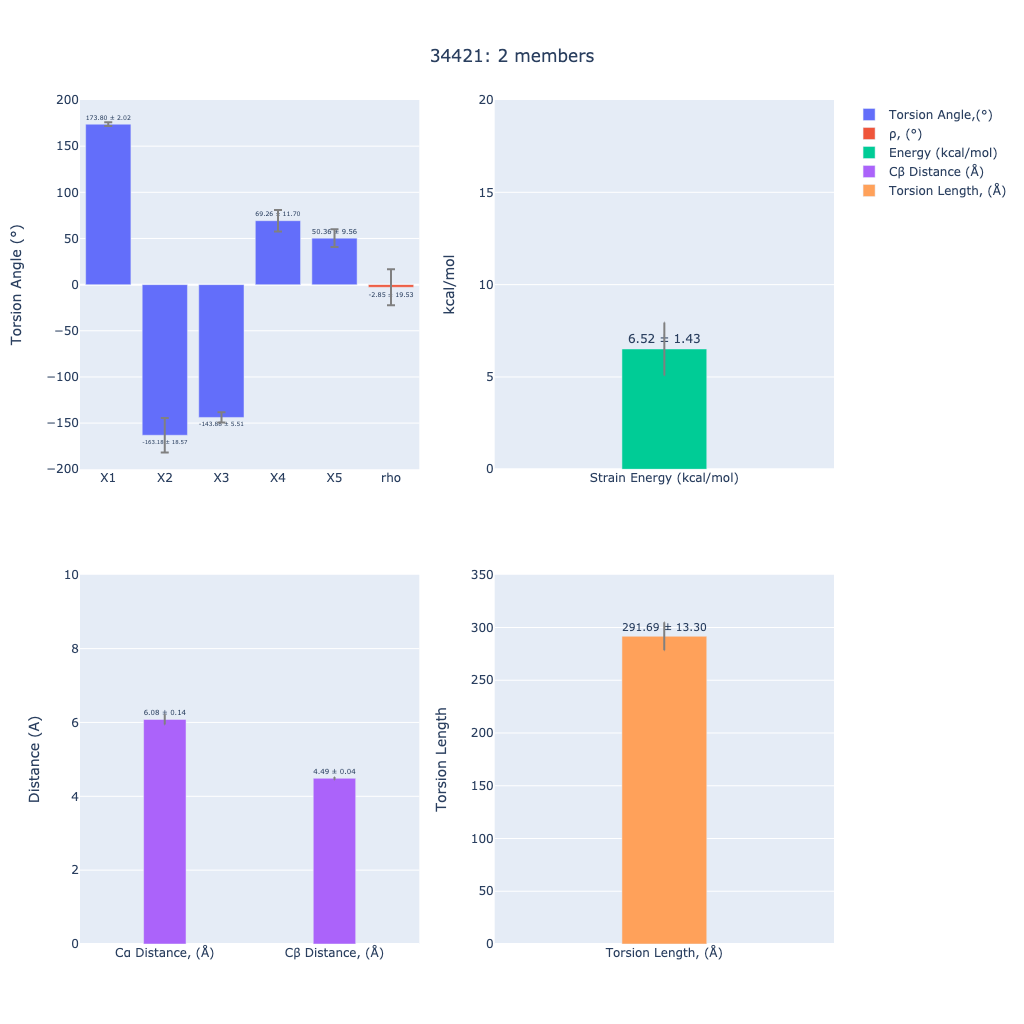 34421: 2 members
Torsion Angle (°)
200
150
100
50
0
−50
−100
−150
−200
173.80 ± 2.02
69.26 ± 11.70
50.36 ± 9.56
-2.85 ± 19.53
-163.18 ± 18.57
X1 X2 X3 X4 X5 rho
kcal/mol
20
15
10
5
0
6.52 ± 1.43
Strain Energy (kcal/mol)
Torsion Angle,(°)
ρ, (°)
Energy (kcal/mol)
Cβ Distance (Å)
Torsion Length, (Å)
Distance (A)
10
8
6
4
2
0
6.08 ± 0.14
4.49 ± 0.04
Cα Distance, (Å) Cβ Distance, (Å)
Torsion Length
350
300
250
200
150
100
50
0
291.69 ± 13.30
Torsion Length, (Å)